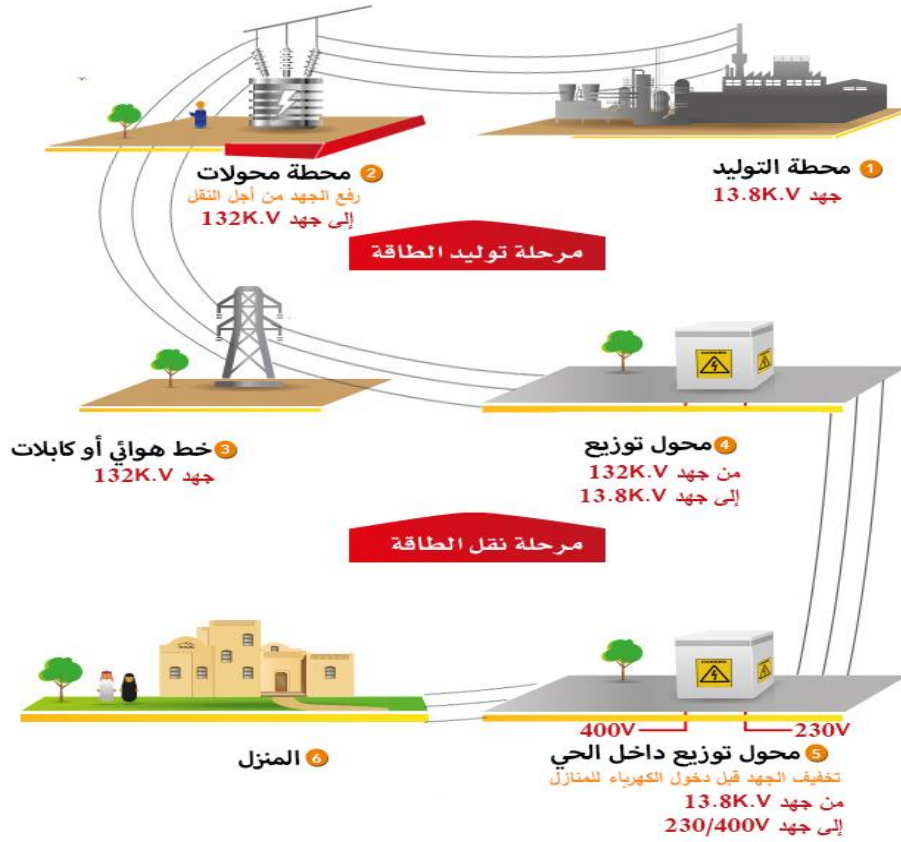 1 محطة التوليد
جهد 13.8K.V
2 محطة محولات
رفع الجهد من أجل النقل
إلى جهد 132K.V
مرحلة توليد الطاقة
3 خط هوائي أو كابلات
جهد 132K.V
4 محول توزيع
من جهد 132K.V
إلى جهد 13.8K.V
مرحلة نقل الطاقة
400V 230V
5 محول توزيع داخل الحي
تخفيف الجهد قبل دخول الكهرباء للمنازل
من جهد 13.8K.V
إلى جهد 230/400V
6 المنزل